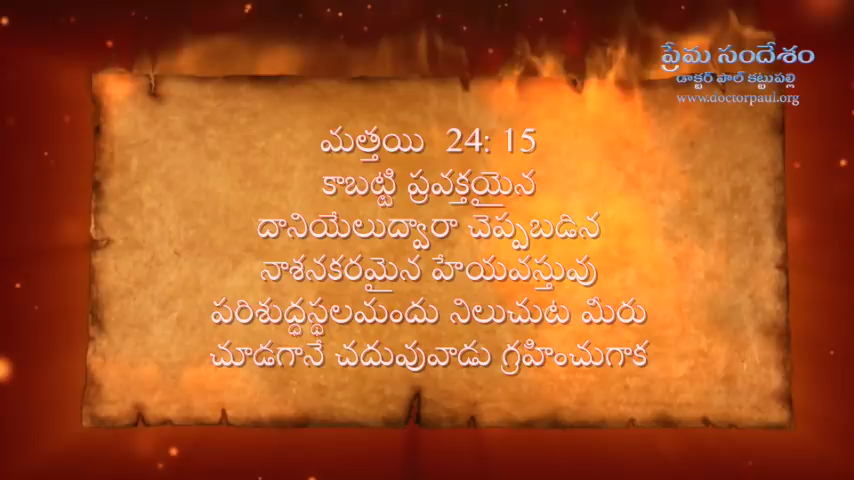 ప్రేమ సందేశం
డాక్టర్ పాల్ కట్టుపల్లి
www.doctorpaul.org
మత్తయి 24: 15
కాబట్టి ప్రవక్తయైన
దానియేలుద్వారా చెప్పబడిన
నాశనకరమైన హేయవస్తువు
పరిశుద్ధస్థలమందు నిలుచుట మీరు
చూడగానే చదువువాడు గ్రహించుగాక